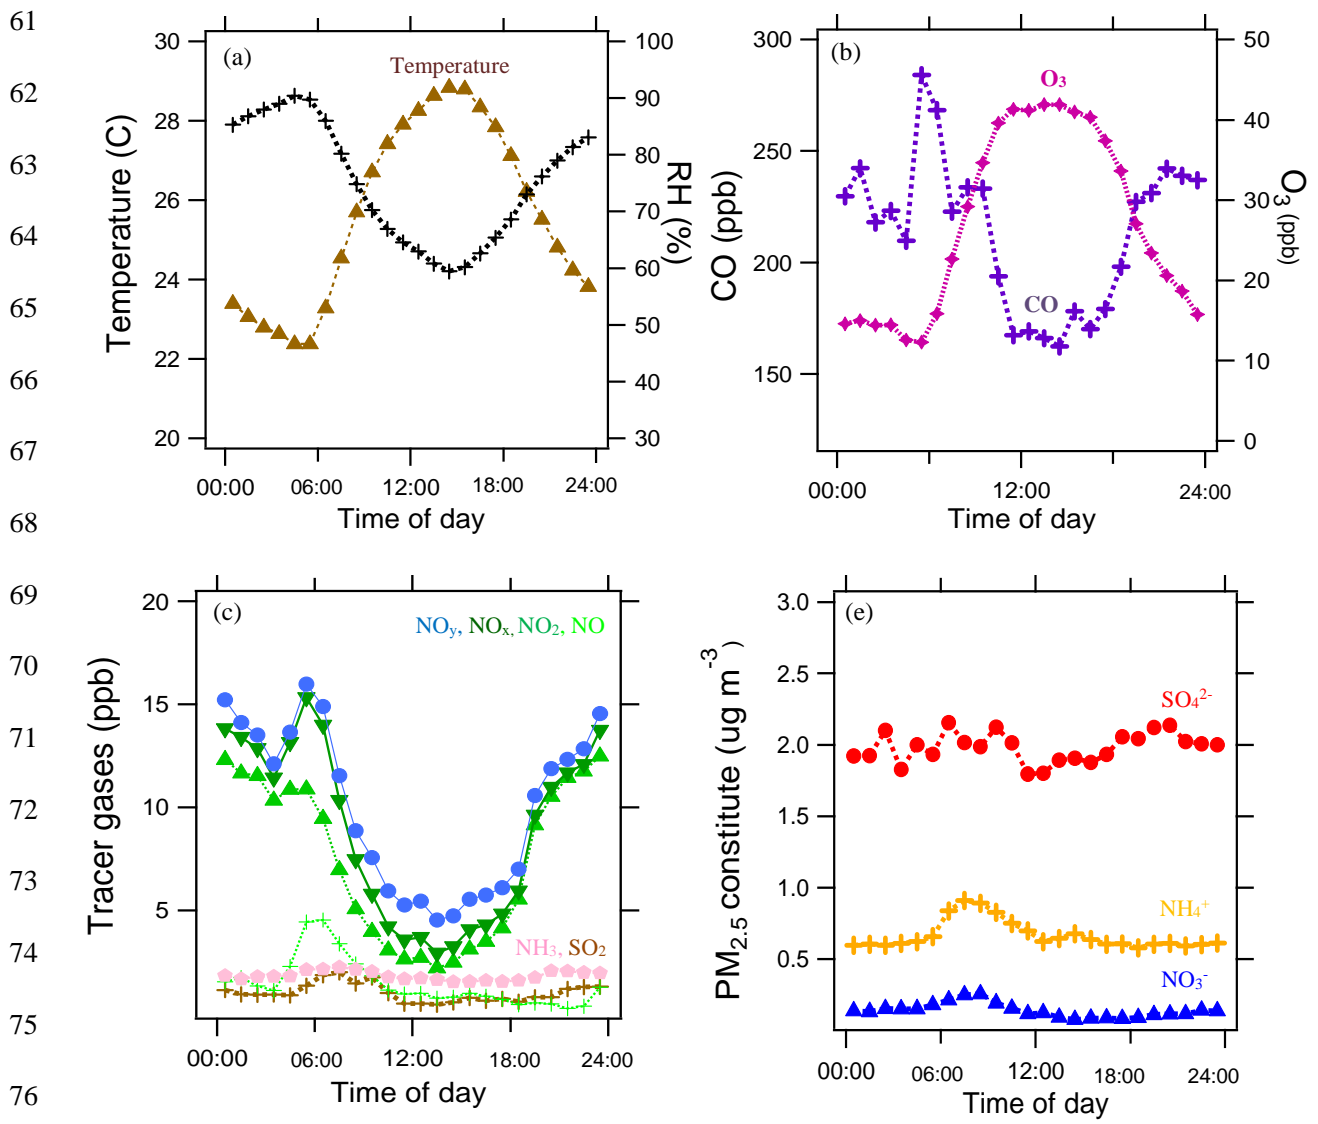 61
62
63
64
65
66
67
68
69
70
71
72
73
74
75
76
(a)
Temperature
Temperature (C)
30
28
26
24
22
20
RH (%)
100
90
80
70
60
50
40
30
00:00 06:00 12:00 18:00 24:00
Time of day
(b)
O3
CO
CO (ppb)
300
250
200
150
O3 (ppb)
50
40
30
20
10
0
00:00 12:00 24:00
Time of day
(c)
NOy, NOx, NO2, NO
NH3, SO2
Tracer gases (ppb)
20
15
10
5
00:00 06:00 12:00 18:00 24:00
Time of day
(e)
SO4²⁻
NH4⁺
NO3⁻
PM2.5 constitute (ug m⁻³)
3.0
2.5
2.0
1.5
1.0
0.5
00:00 06:00 12:00 18:00 24:00
Time of day